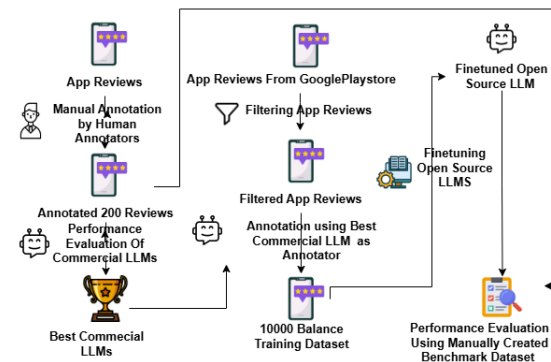 App Reviews
Manual Annotation
by Human
Annotators
Annotated 200 Reviews
Performance
Evaluation Of
Commercial LLMs
Best Commecial
LLMs
App Reviews From GooglePlaystore
Filtering App Reviews
Filtered App Reviews
Annotation using Best
Commercial LLM as
Annotator
10000 Balance
Training Dataset
Finetuned Open
Source LLM
Finetuning
Open Source
LLMS
Performance Evaluation
Using Manually Created
Benchmark Dataset